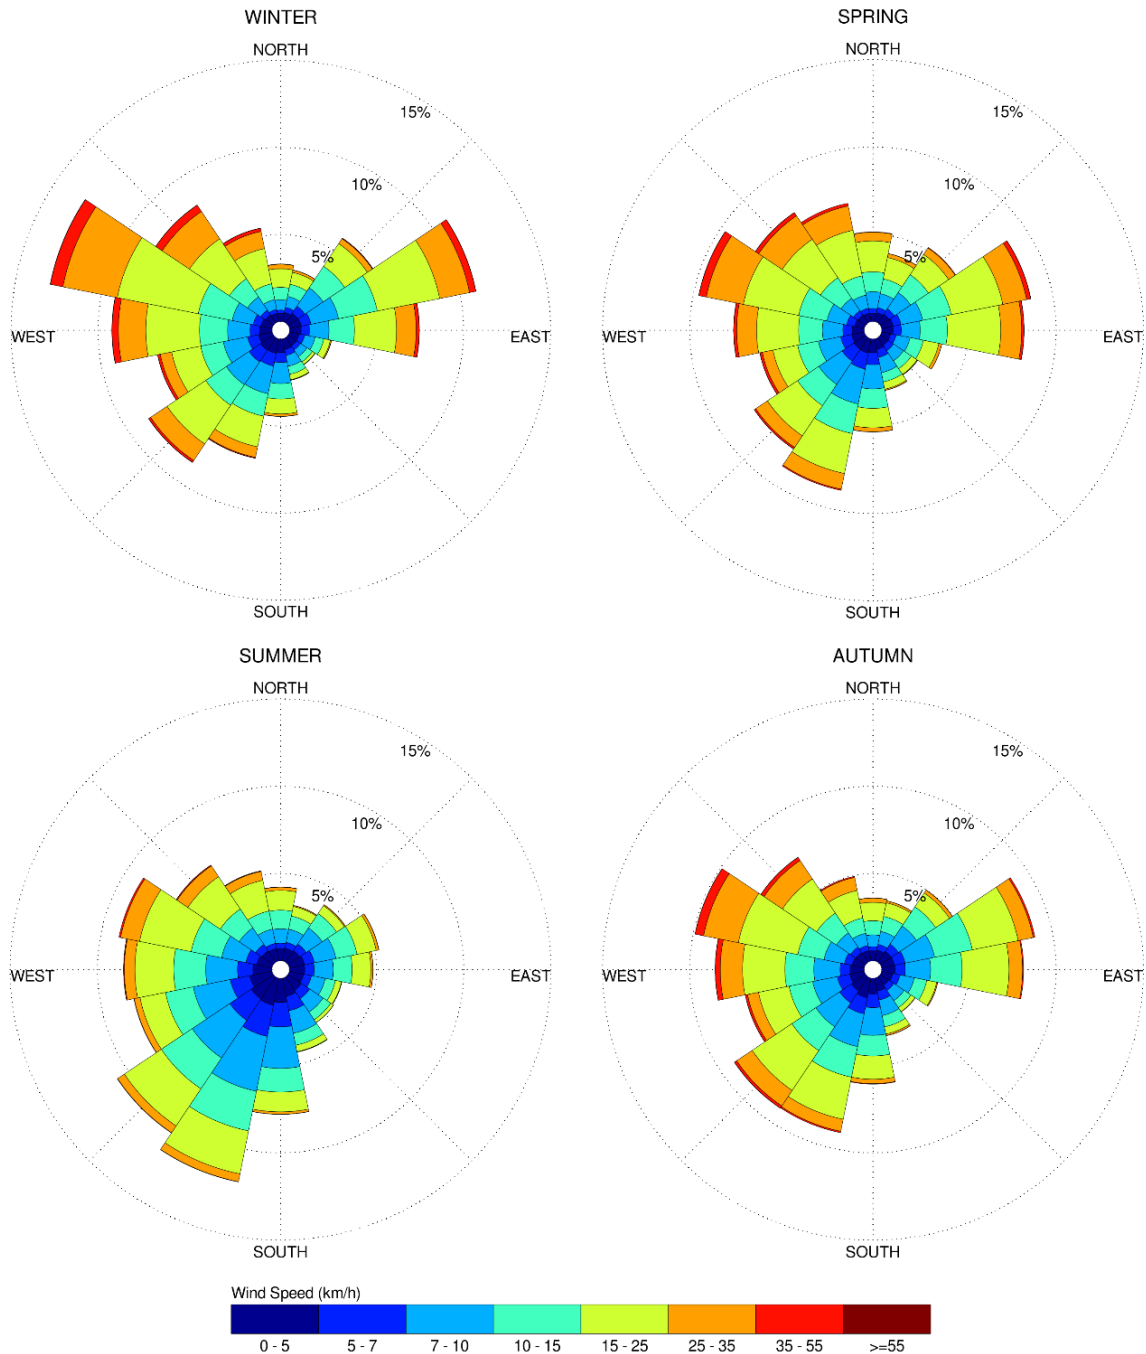 WINTER
NORTH
15%
10%
5%
WEST
EAST
SOUTH
SPRING
NORTH
15%
10%
5%
WEST
EAST
SOUTH
SUMMER
NORTH
15%
10%
5%
WEST
EAST
SOUTH
AUTUMN
NORTH
15%
10%
5%
WEST
EAST
SOUTH
Wind Speed (km/h)
0 - 5 5 - 7 7 - 10 10 - 15 15 - 25 25 - 35 35 - 55 >=55